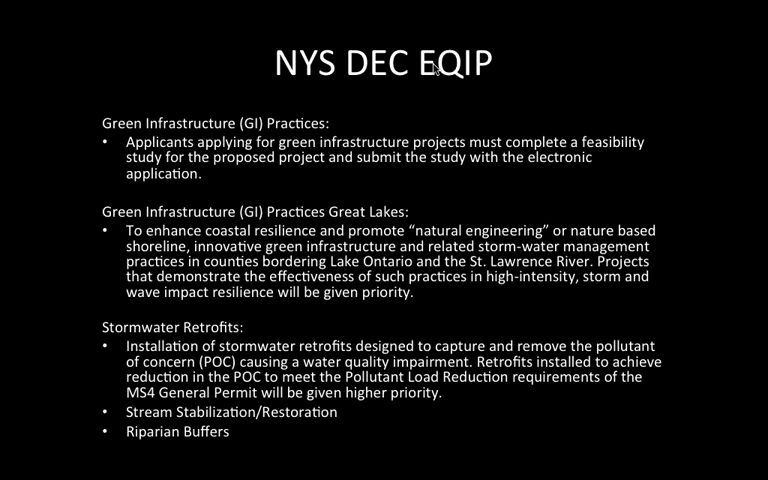 NYS DEC EQIP
Green Infrastructure (GI) Practices:
• Applicants applying for green infrastructure projects must complete a feasibility
study for the proposed project and submit the study with the electronic
application.
Green Infrastructure (GI) Practices Great Lakes:
• To enhance coastal resilience and promote “natural engineering” or nature based
shoreline, innovative green infrastructure and related storm-water management
practices in counties bordering Lake Ontario and the St. Lawrence River. Projects
that demonstrate the effectiveness of such practices in high-intensity, storm and
wave impact resilience will be given priority.
Stormwater Retrofits:
• Installation of stormwater retrofits designed to capture and remove the pollutant
of concern (POC) causing a water quality impairment. Retrofits installed to achieve
reduction in the POC to meet the Pollutant Load Reduction requirements of the
MS4 General Permit will be given higher priority.
• Stream Stabilization/Restoration
• Riparian Buffers